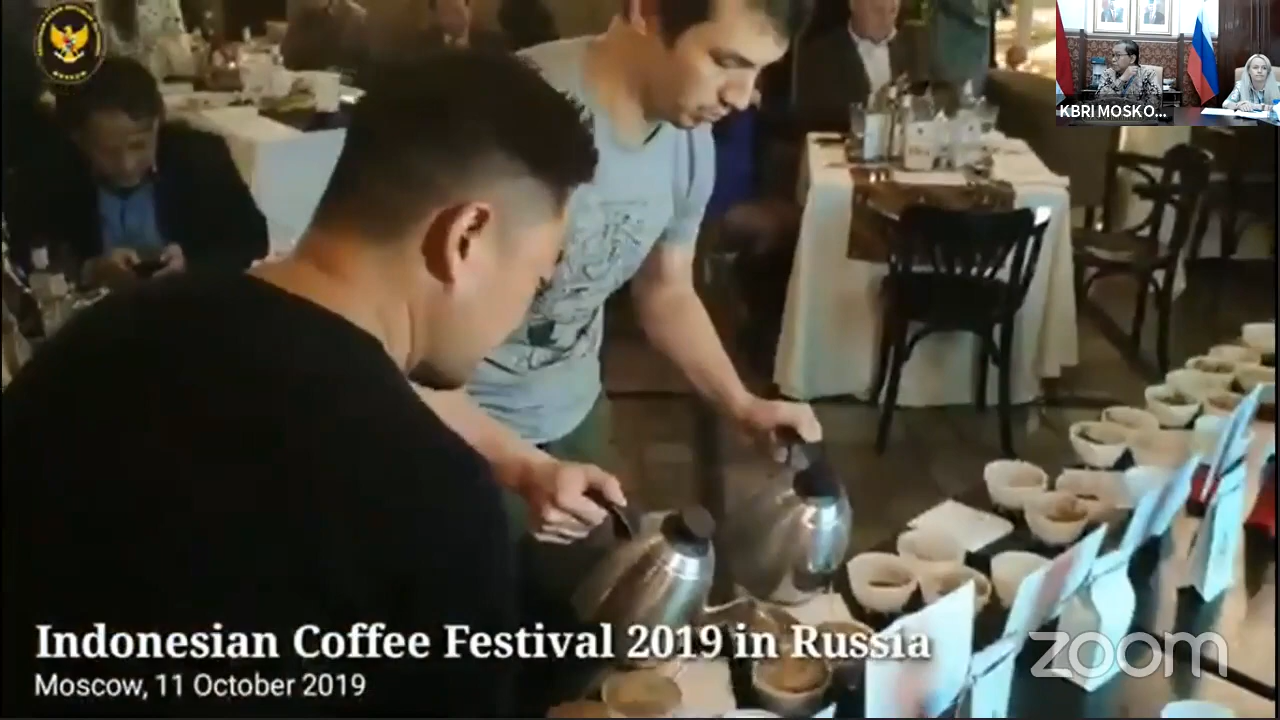 KBRI MOSKO...
Indonesian Coffee Festival 2019 in Russia
Moscow, 11 October 2019
zoom